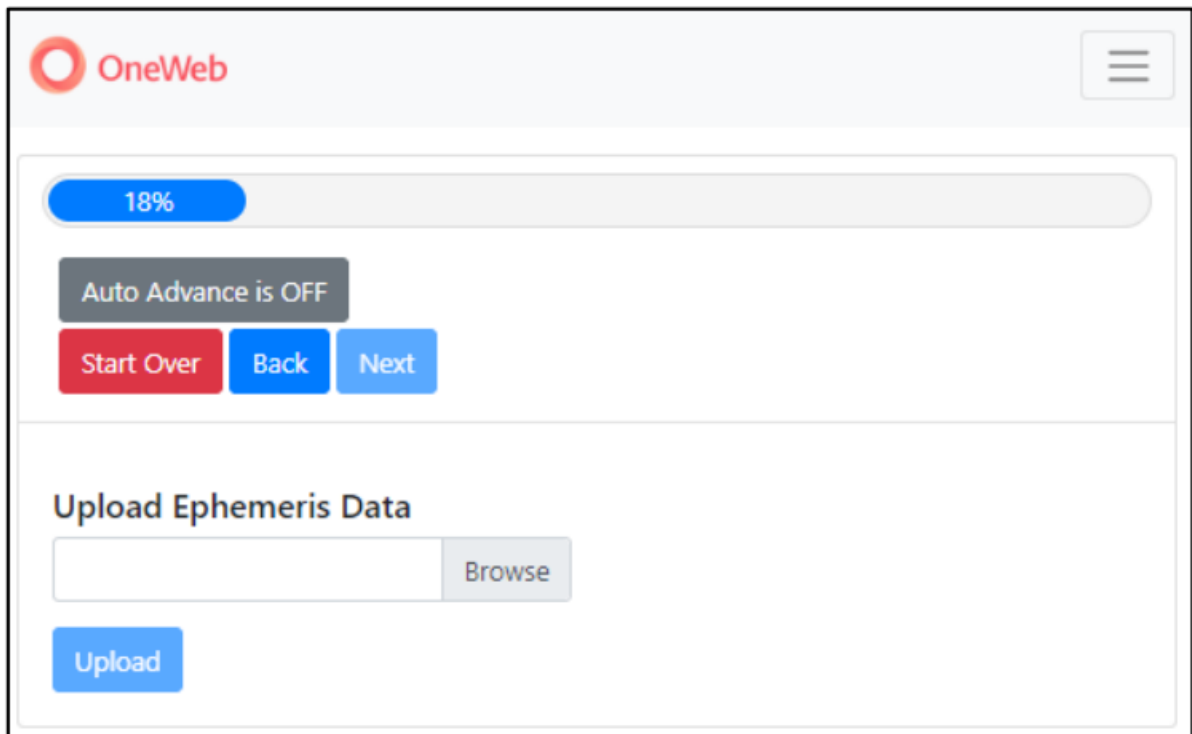 OneWeb
18%
Auto Advance is OFF
Start Over Back Next
Upload Ephemeris Data
Browse
Upload